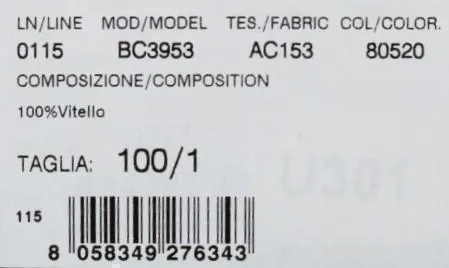 LN/LINE MOD/MODEL TES./FABRIC COL/COLOR.
0115 BC3953 AC153 80520
COMPOSIZIONE/COMPOSITION
100%Vitello
TAGLIA: 100/1
U301
115
8 058349 276343